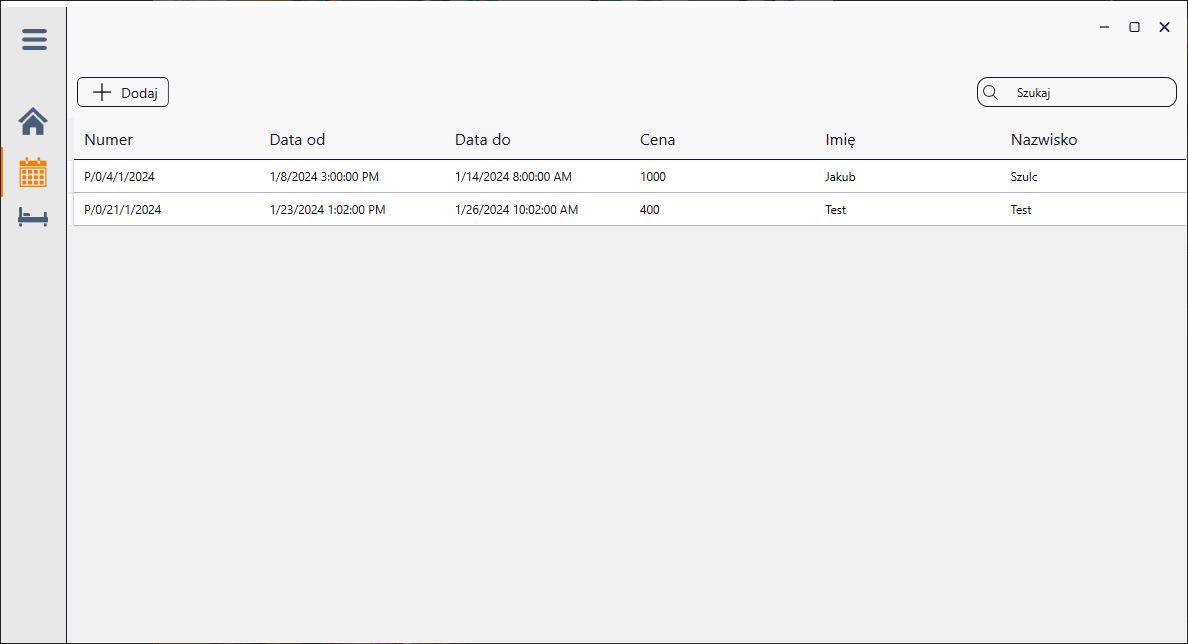 Dodaj Szukaj
Numer Data od Data do Cena Imię Nazwisko
P/0/4/1/2024 1/8/2024 3:00:00 PM 1/14/2024 8:00:00 AM 1000 Jakub Szulc
P/0/21/1/2024 1/23/2024 1:02:00 PM 1/26/2024 10:02:00 AM 400 Test Test